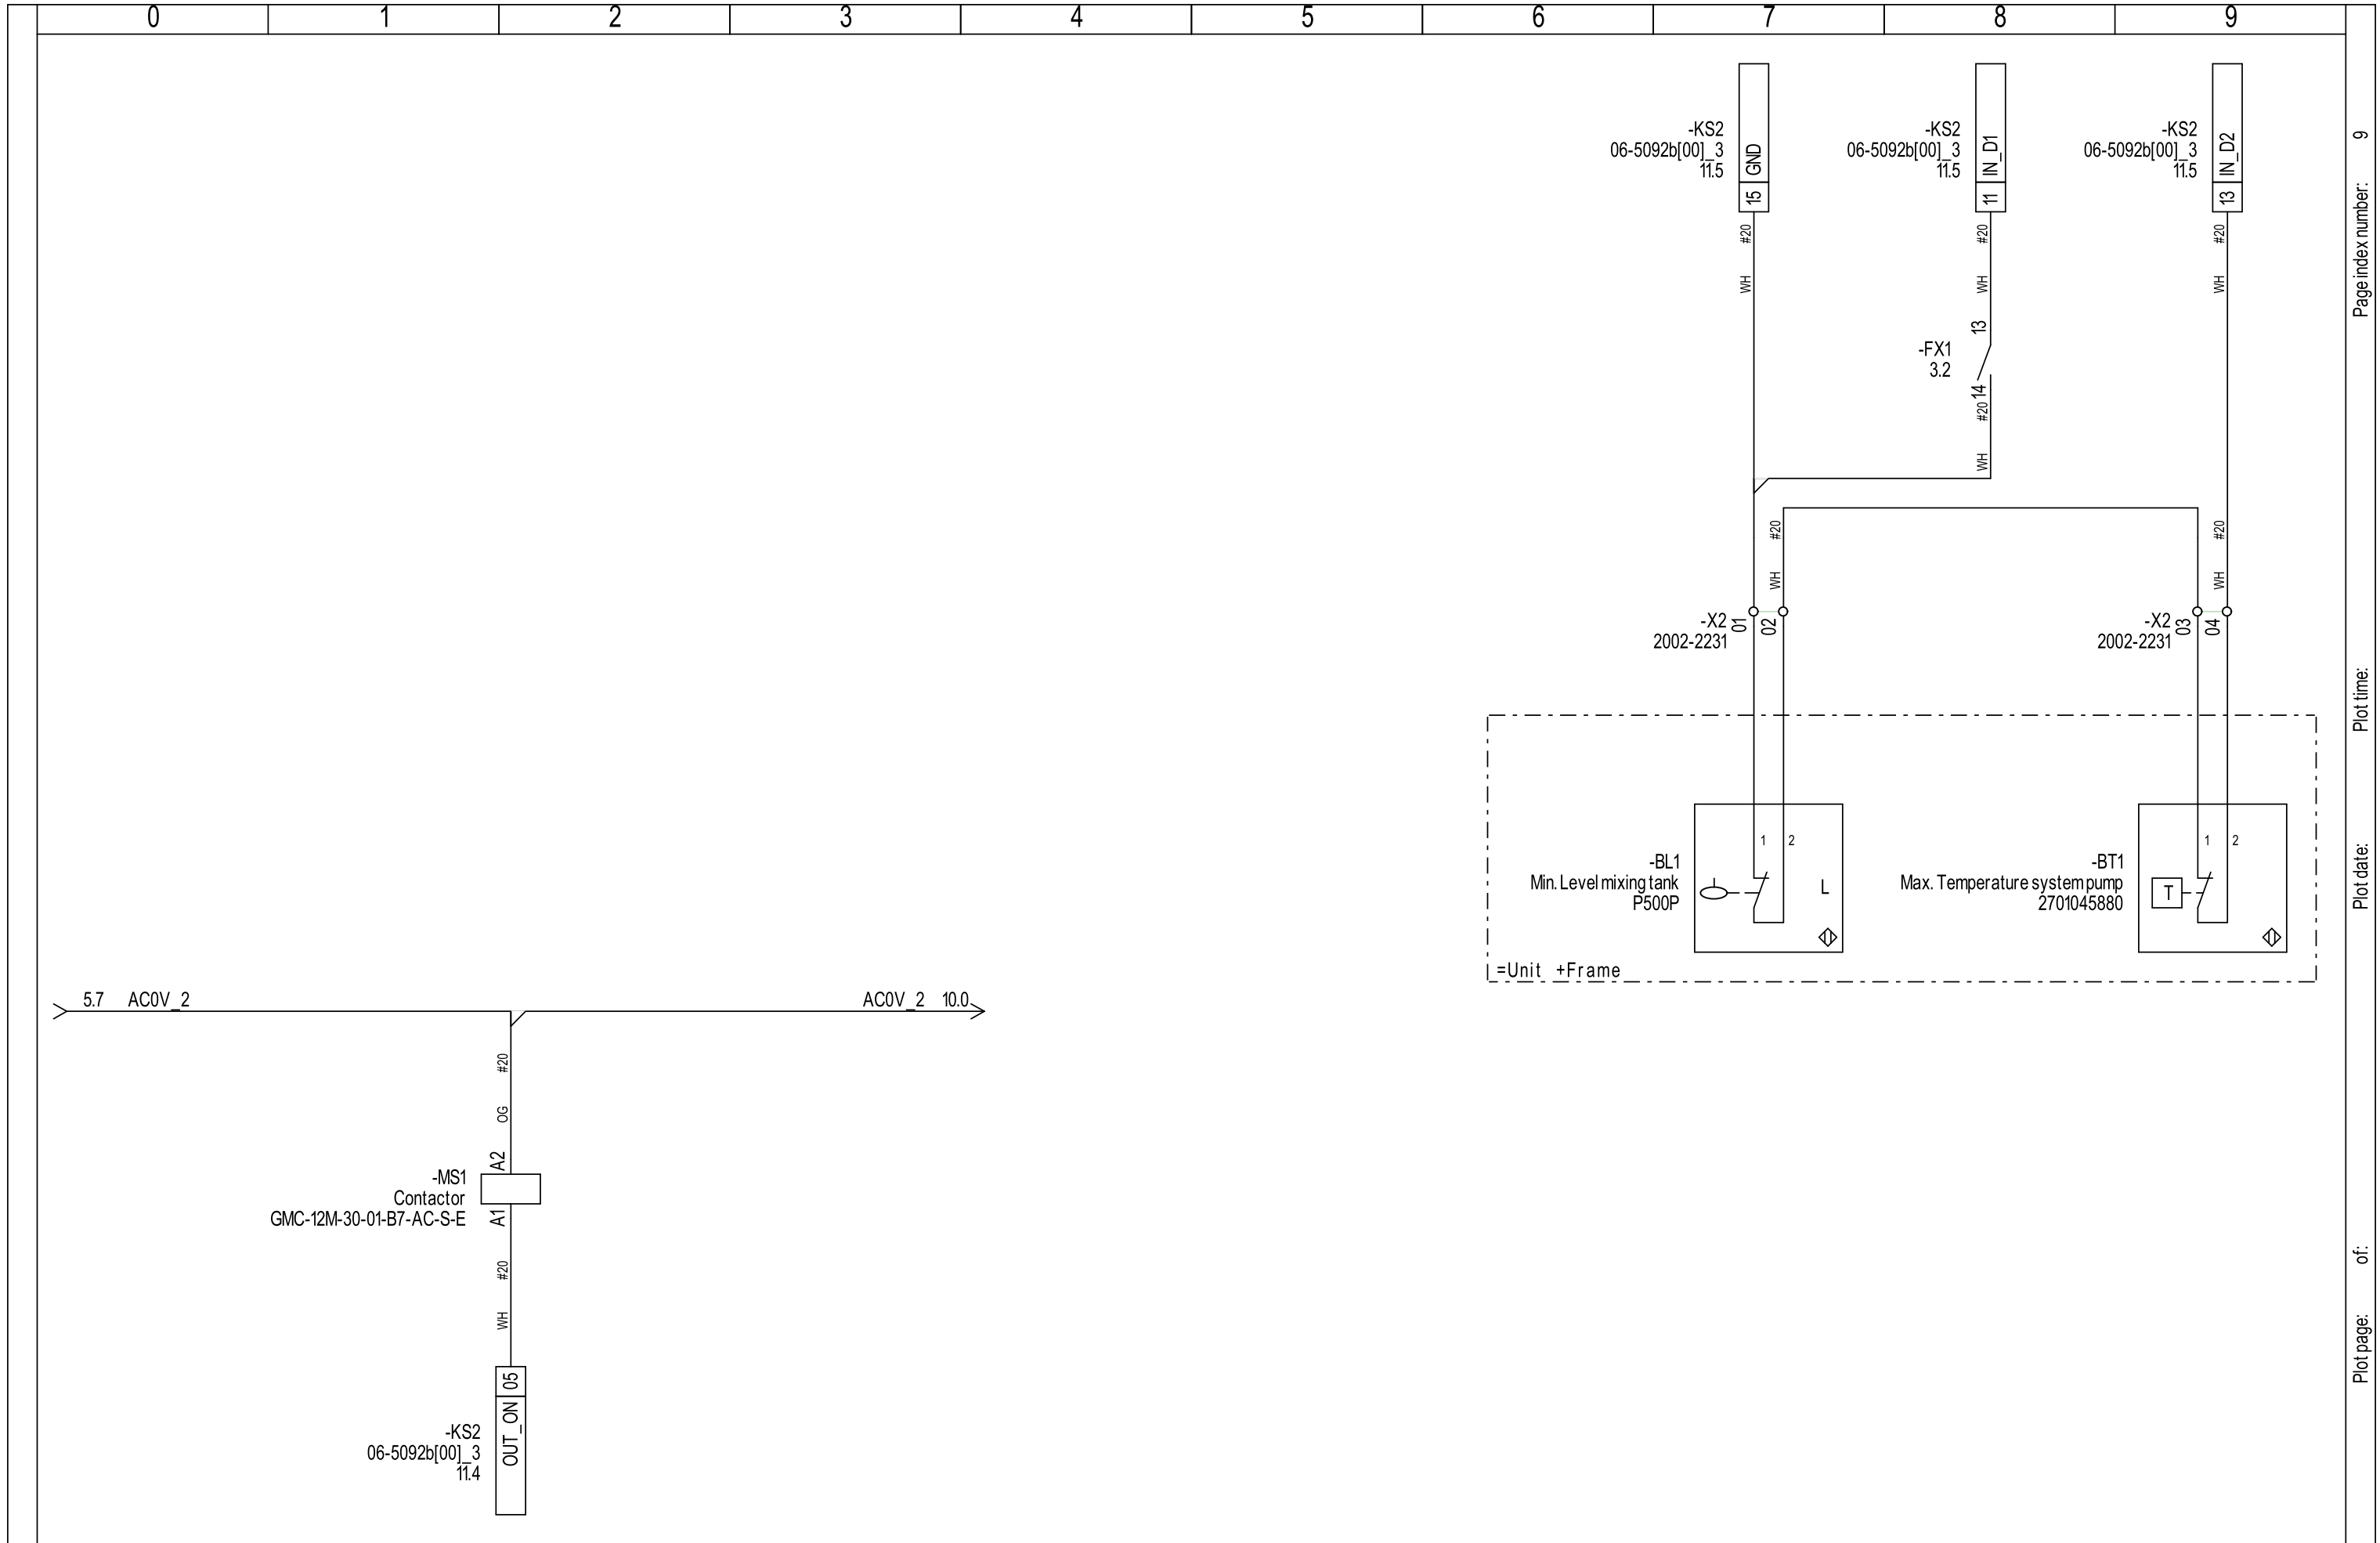 0 1 2 3 4 5 6 7 8 9
-KS2
06-5092b[00]_3
11.5
GND
15
-KS2
06-5092b[00]_3
11.5
IN_D1
11
-KS2
06-5092b[00]_3
11.5
IN_D2
13
#20
WH
#20
WH
#20
WH
13
-FX1
3.2
14
#20
WH
#20
WH
#20
WH
-X2
2002-2231
01
02
-X2
2002-2231
03
04
1 2
-BL1
Min. Level mixing tank
P500P
L
1 2
-BT1
Max. Temperature system pump
2701045880
T
=Unit +Frame
5.7 AC0V_2
AC0V_2 10.0
#20
OG
A2
-MS1
Contactor
GMC-12M-30-01-B7-AC-S-E
A1
#20
WH
05
OUT_ON
-KS2
06-5092b[00]_3
11.4
Page index number: 9
Plot time:
Plot date:
of:
Plot page: